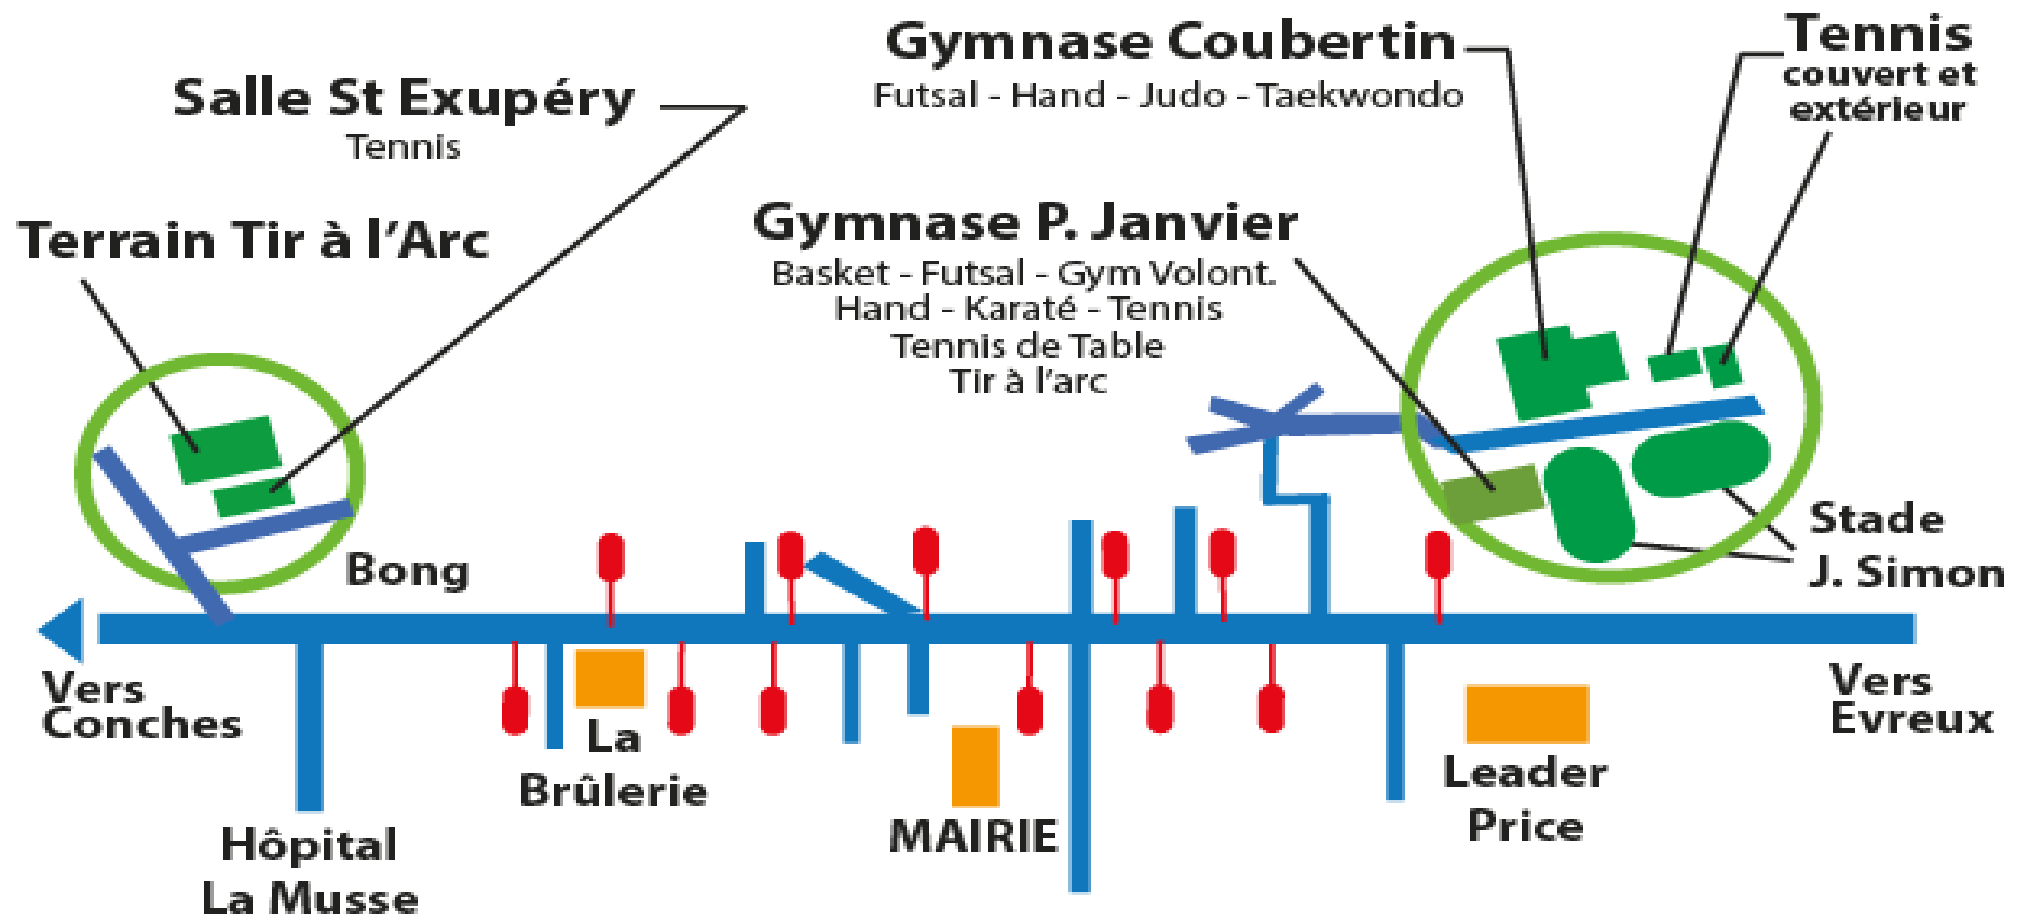 Gymnase Coubertin
Futsal - Hand - Judo - Taekwondo
Tennis
couvert et
extérieur
Salle St Exupéry
Tennis
Terrain Tir à l'Arc
Gymnase P. Janvier
Basket - Futsal - Gym Volont.
Hand - Karaté - Tennis
Tennis de Table
Tir à l'arc
Stade
J. Simon
Bong
Vers
Conches
Vers
Evreux
La
Brûlerie
MAIRIE
Leader
Price
Hôpital
La Musse